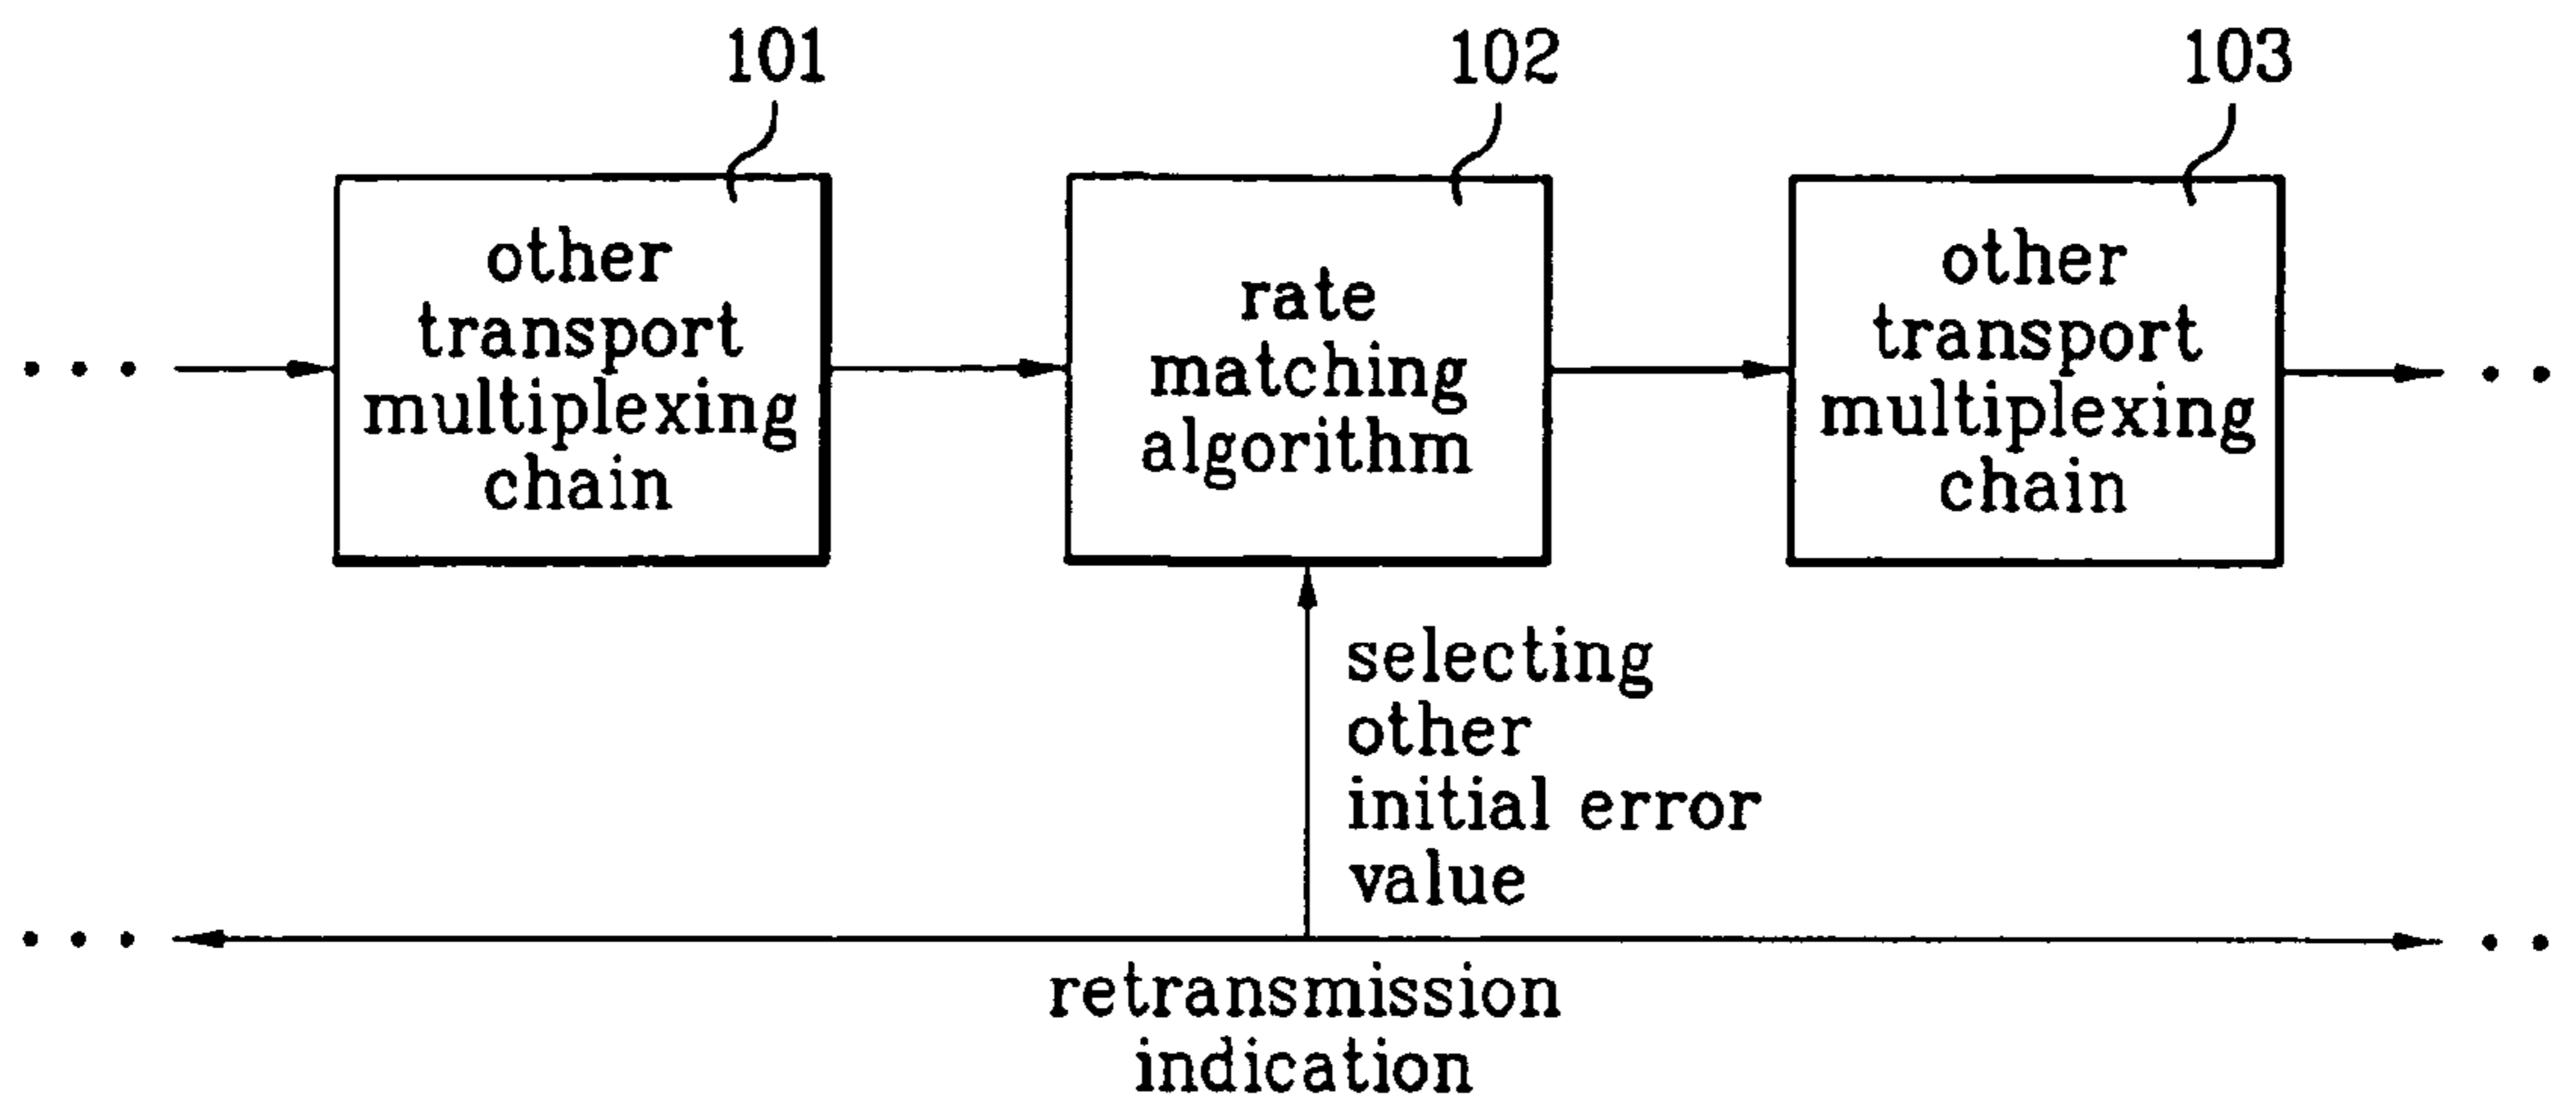 101
102
103
other
transport
multiplexing
chain
rate
matching
algorithm
other
transport
multiplexing
chain
selecting
other
initial error
value
retransmission
indication